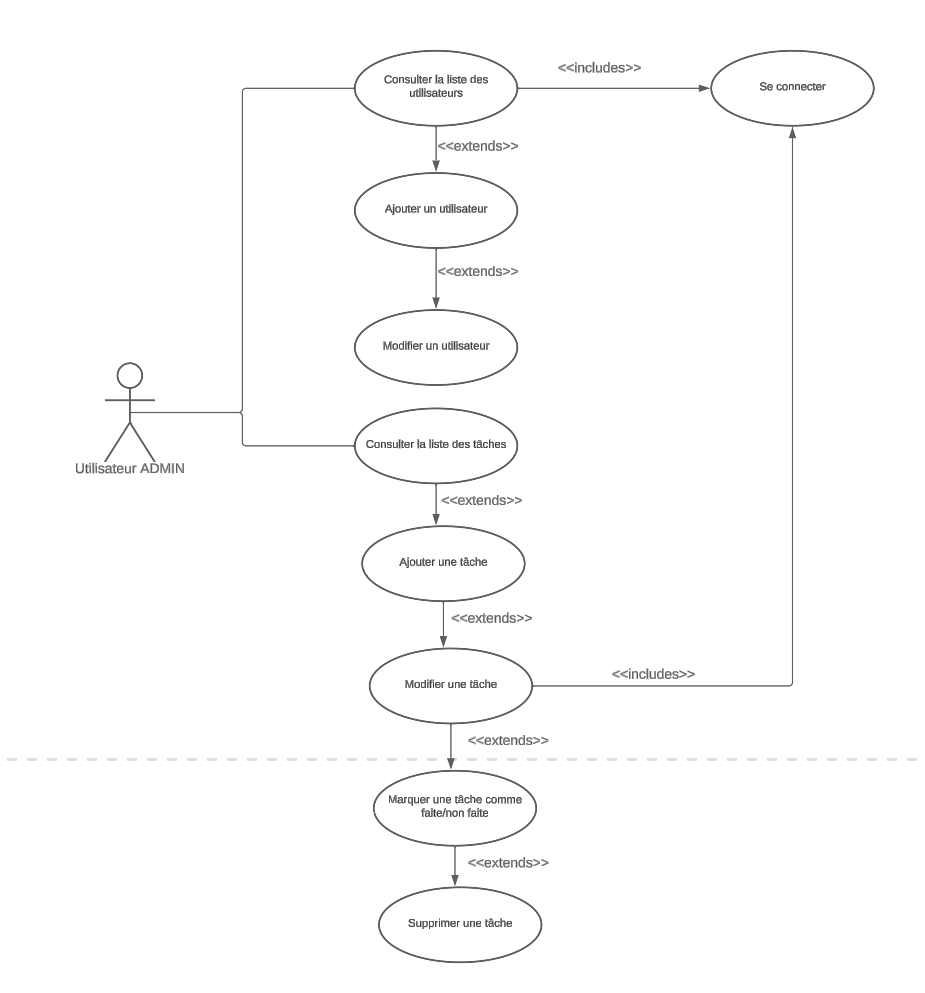 <<includes>>
Consulter la liste des
utilisateurs
Se connecter
<<extends>>
Ajouter un utilisateur
<<extends>>
Modifier un utilisateur
Consulter la liste des tâches
Utilisateur ADMIN
<<extends>>
Ajouter une tâche
<<extends>>
<<includes>>
Modifier une tâche
<<extends>>
Marquer une tâche comme
faite/non faite
<<extends>>
Supprimer une tâche